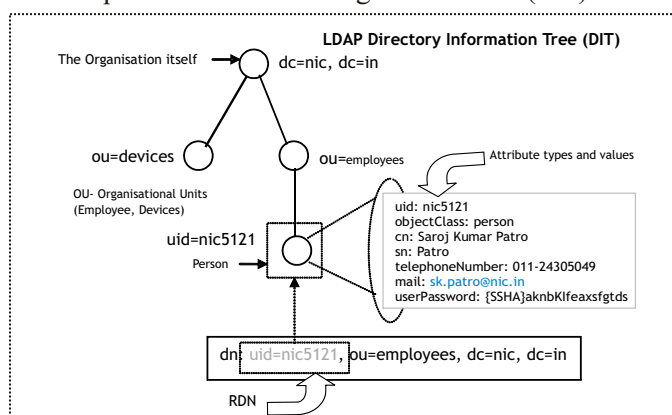 LDAP Directory Information Tree (DIT)
The Organisation itself
dc=nic, dc=in
ou=devices
ou=employees
OU- Organisational Units
(Employee, Devices)
Attribute types and values
uid: nic5121
objectClass: person
cn: Saroj Kumar Patro
sn: Patro
telephoneNumber: 011-24305049
mail: sk.patro@nic.in
userPassword: {SSHA}aknbKIfeaxsfgtds
uid=nic5121
Person
dn: uid=nic5121, ou=employees, dc=nic, dc=in
RDN